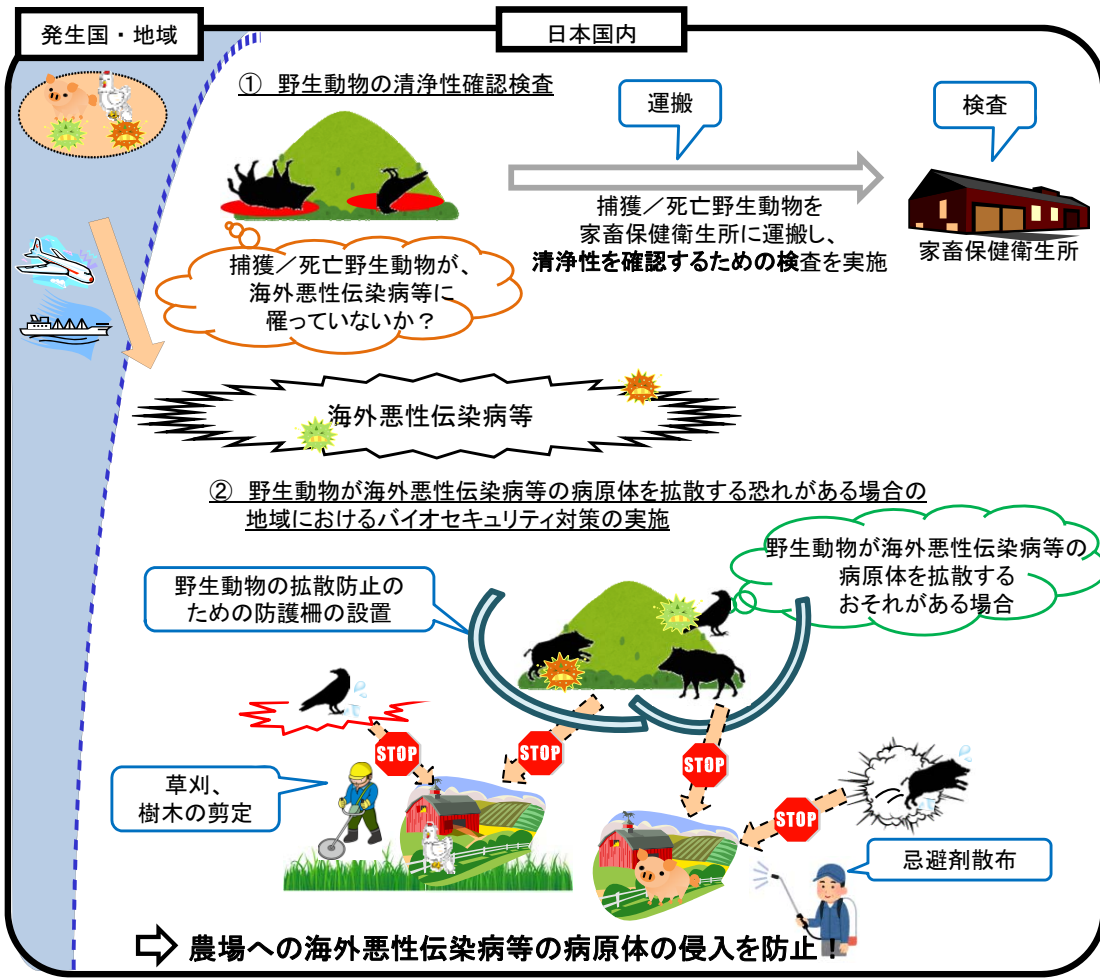 発生国・地域
日本国内
① 野生動物の清浄性確認検査
運搬
検査
捕獲／死亡野生動物を
家畜保健衛生所に運搬し、
清浄性を確認するための検査を実施
家畜保健衛生所
捕獲／死亡野生動物が、
海外悪性伝染病等に
罹っていないか？
海外悪性伝染病等
② 野生動物が海外悪性伝染病等の病原体を拡散する恐れがある場合の
地域におけるバイオセキュリティ対策の実施
野生動物が海外悪性伝染病等の
病原体を拡散する
おそれがある場合
野生動物の拡散防止の
ための防護柵の設置
STOP
STOP
STOP
STOP
草刈、
樹木の剪定
忌避剤散布
⇨ 農場への海外悪性伝染病等の病原体の侵入を防止！